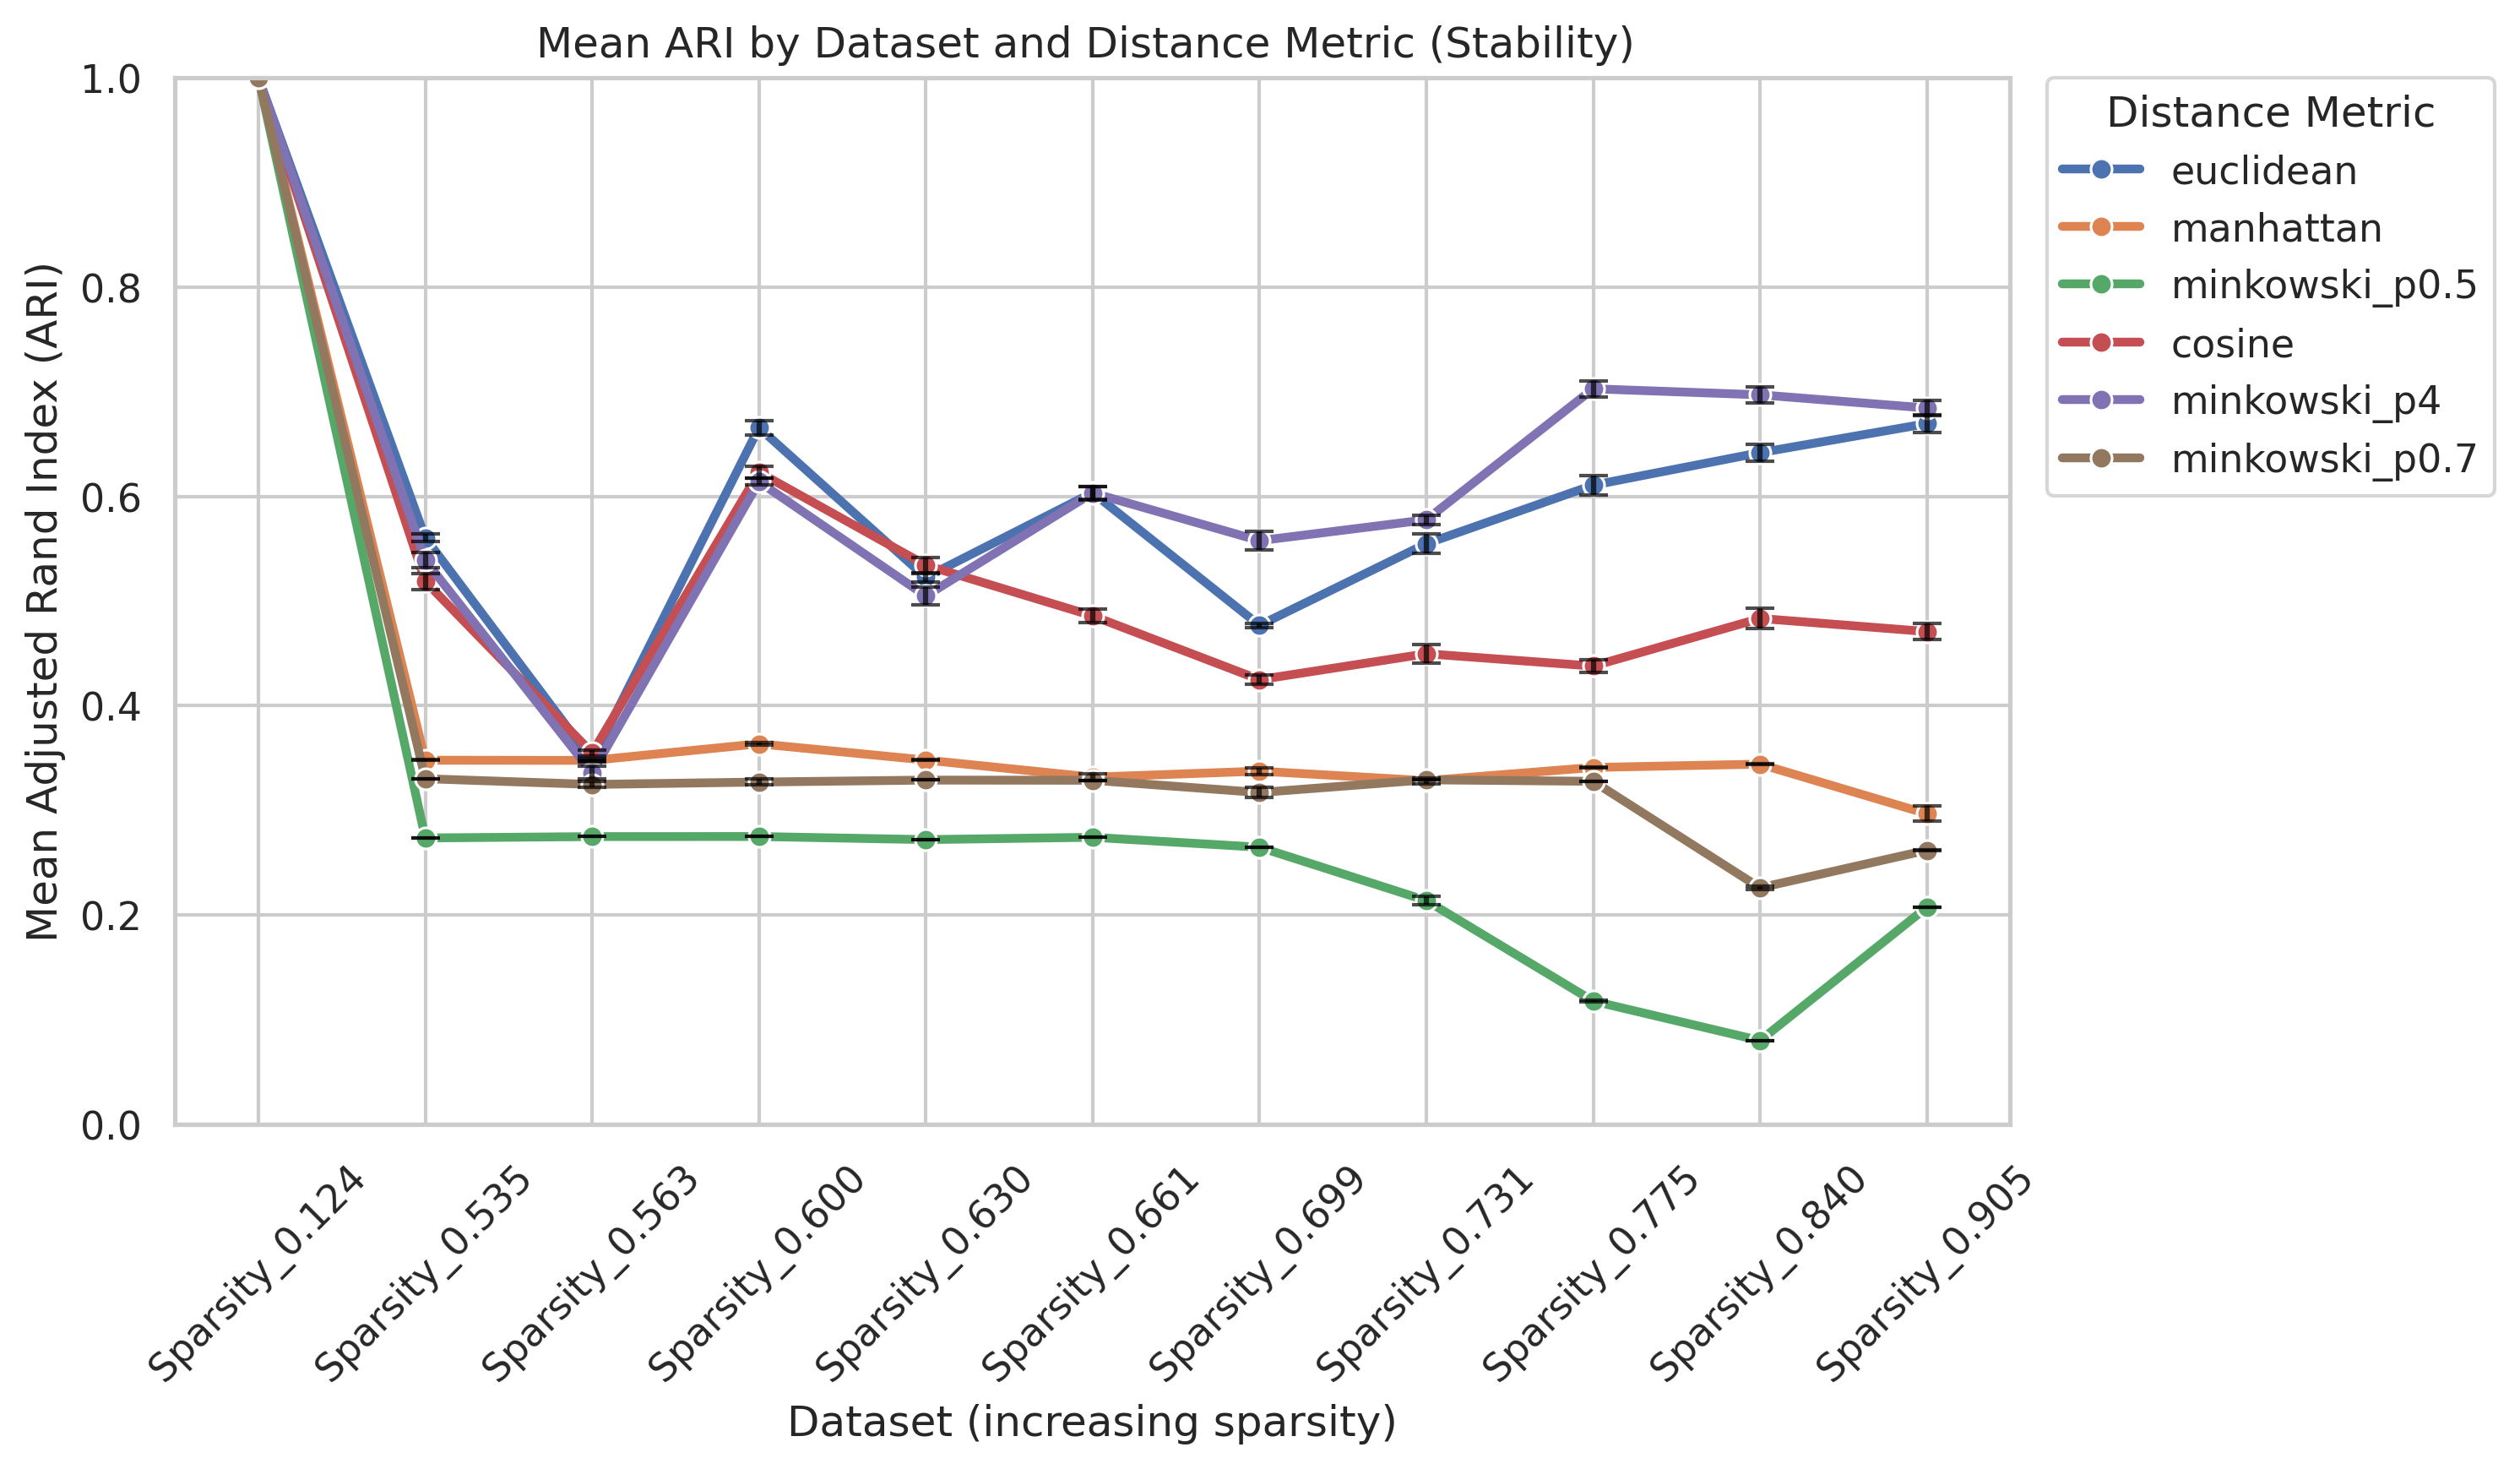 Mean ARI by Dataset and Distance Metric (Stability)
Mean Adjusted Rand Index (ARI)
1.0
0.8
0.6
0.4
0.2
0.0
Sparsity_0.124
Sparsity_0.535
Sparsity_0.563
Sparsity_0.600
Sparsity_0.630
Sparsity_0.661
Sparsity_0.699
Sparsity_0.731
Sparsity_0.775
Sparsity_0.840
Sparsity_0.905
Dataset (increasing sparsity)
Distance Metric
euclidean
manhattan
minkowski_p0.5
cosine
minkowski_p4
minkowski_p0.7